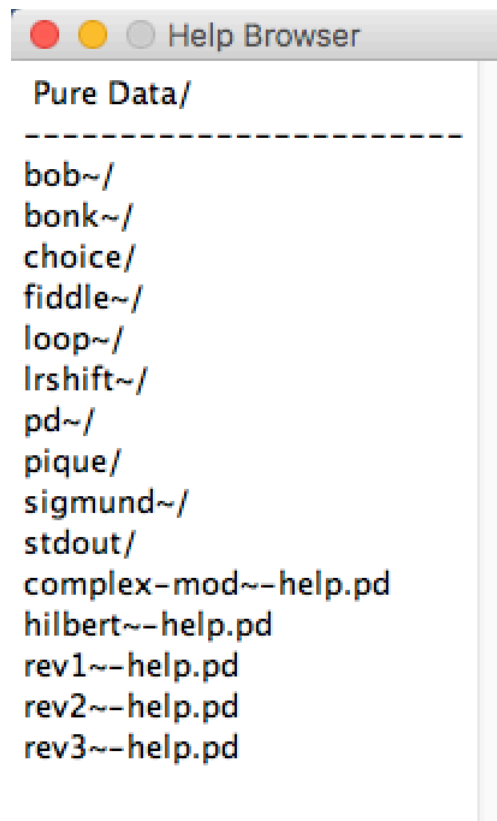 Help Browser
Pure Data/
-----------------------
bob~/
bonk~/
choice/
fiddle~/
loop~/
lrshift~/
pd~/
pique/
sigmund~/
stdout/
complex-mod~-help.pd
hilbert~-help.pd
rev1~-help.pd
rev2~-help.pd
rev3~-help.pd